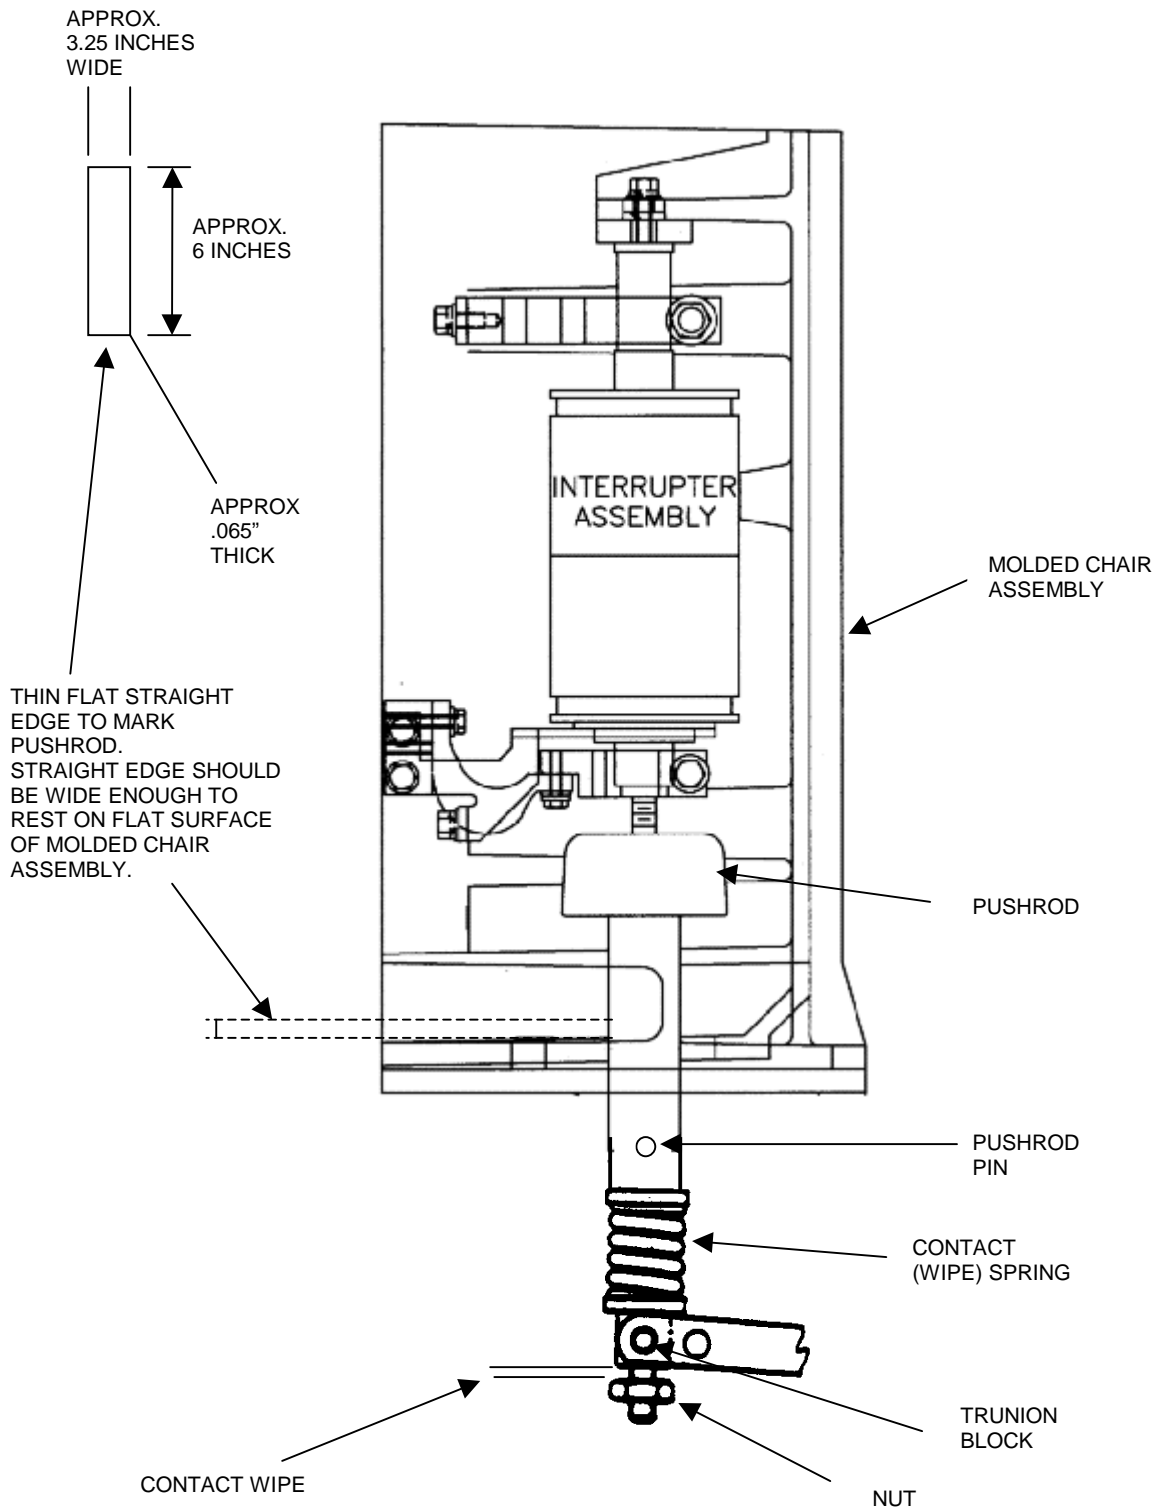 APPROX.
3.25 INCHES
WIDE
APPROX.
6 INCHES
INTERRUPTER
ASSEMBLY
APPROX
.065”
THICK
MOLDED CHAIR
ASSEMBLY
THIN FLAT STRAIGHT
EDGE TO MARK
PUSHROD.
STRAIGHT EDGE SHOULD
BE WIDE ENOUGH TO
REST ON FLAT SURFACE
OF MOLDED CHAIR
ASSEMBLY.
PUSHROD
PUSHROD
PIN
CONTACT
(WIPE) SPRING
TRUNION
BLOCK
CONTACT WIPE
NUT